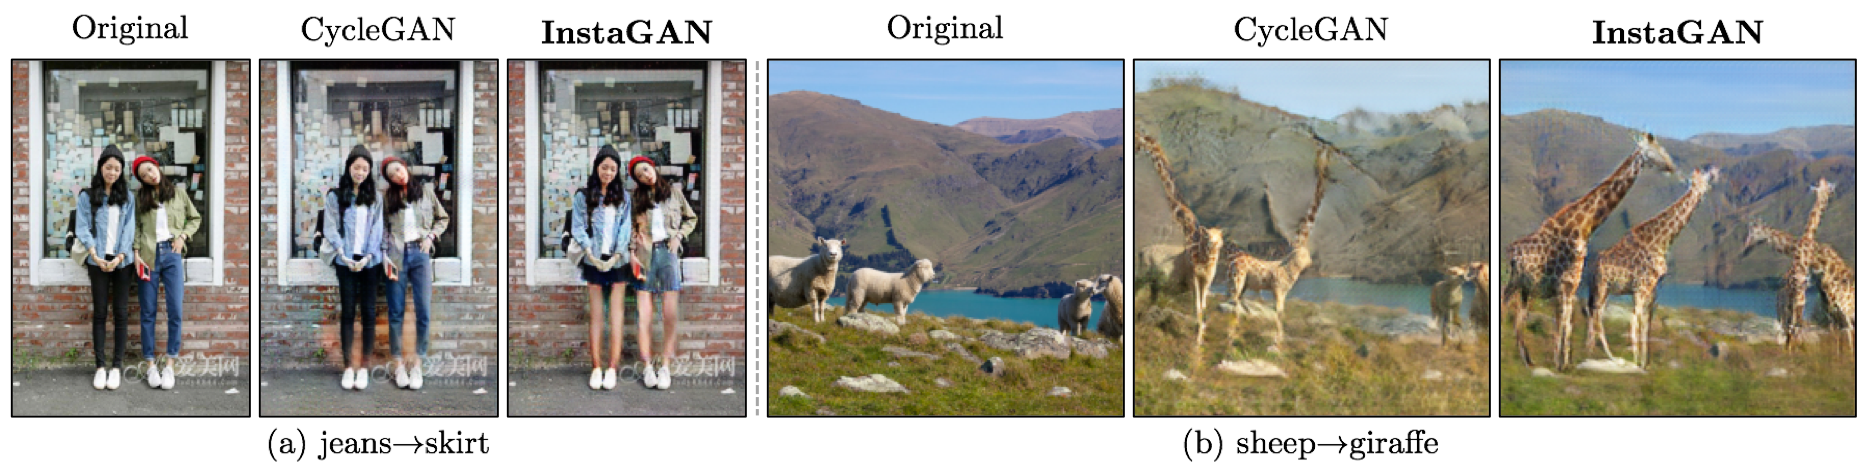 Original
CycleGAN
InstaGAN
Original
CycleGAN
InstaGAN
(a) jeans→skirt
(b) sheep→giraffe